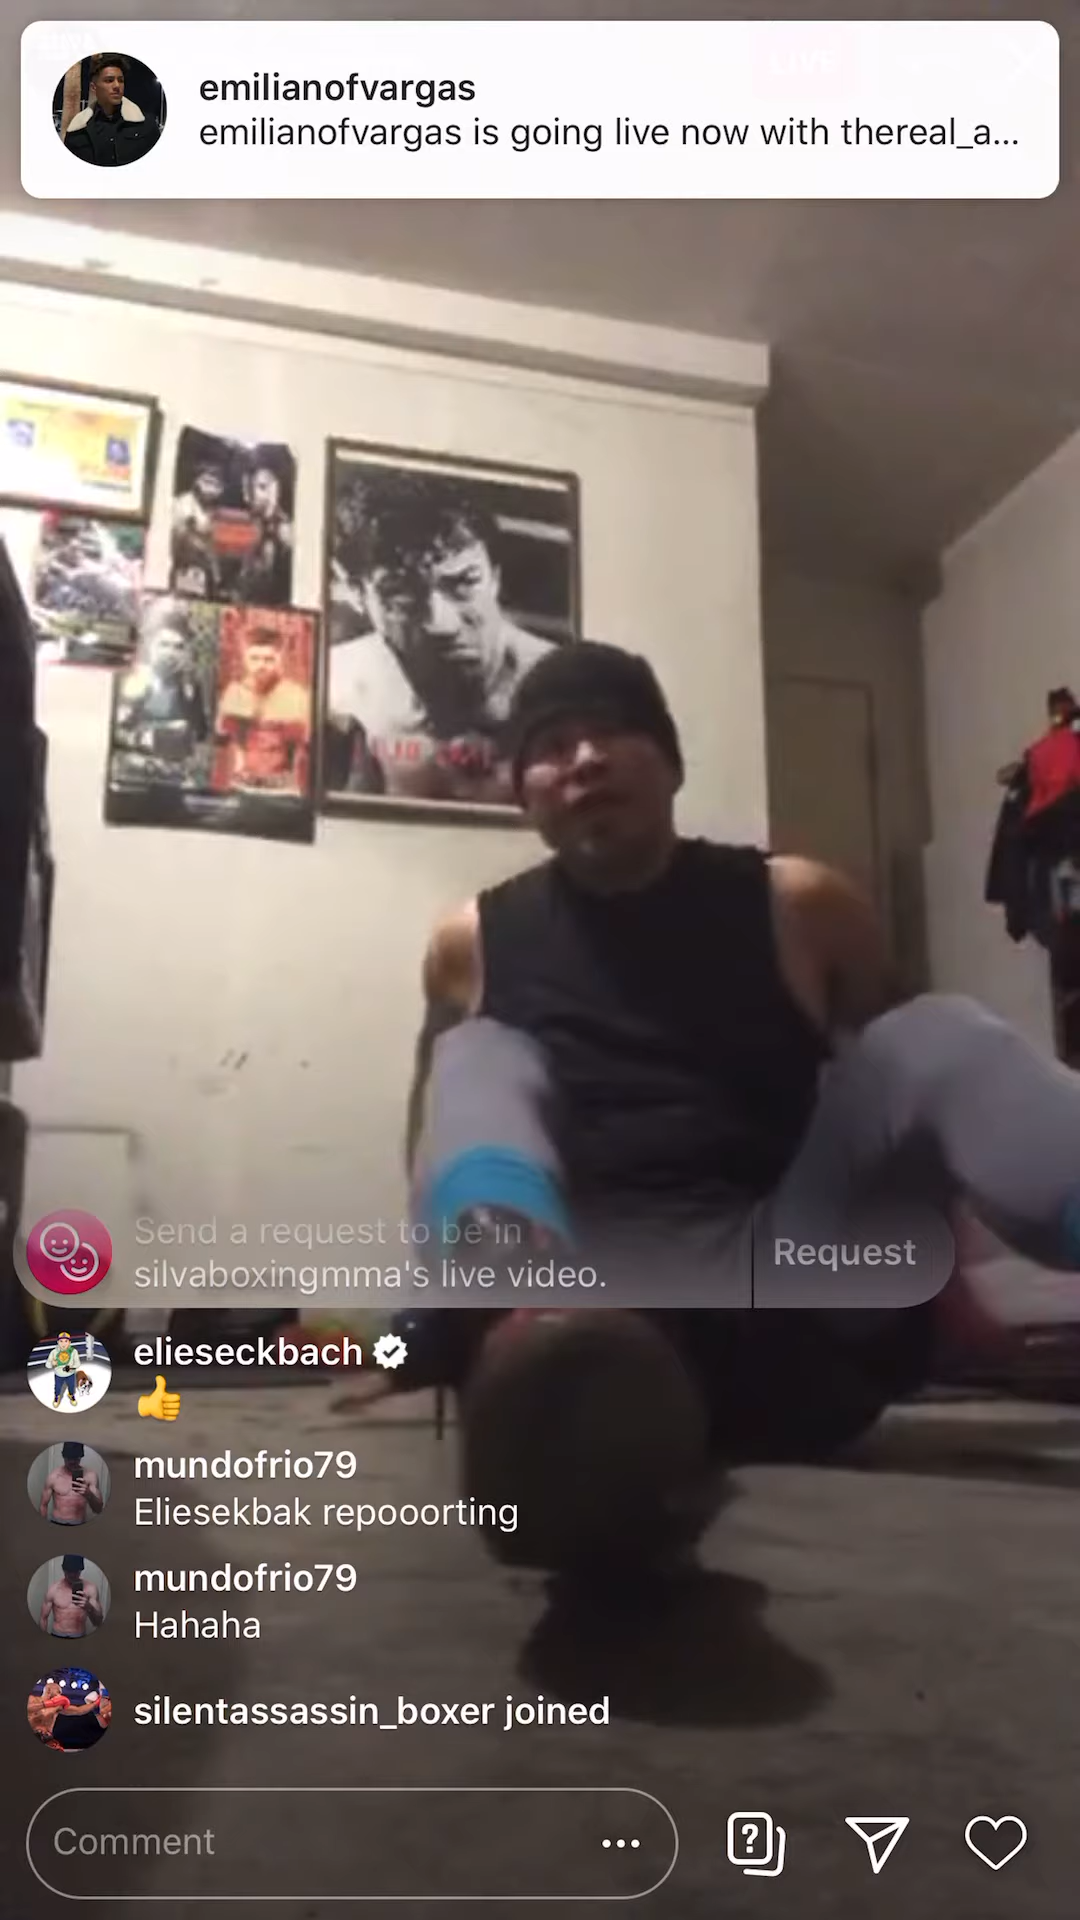 emilianofvargas
emilianofvargas is going live now with thereal_a...
LIVE
Send a request to be in
silvaboxingmma's live video.
Request
elieseckbach
👍
mundofrio79
Eliesekbak repooorting
mundofrio79
Hahaha
silentassassin_boxer joined
Comment